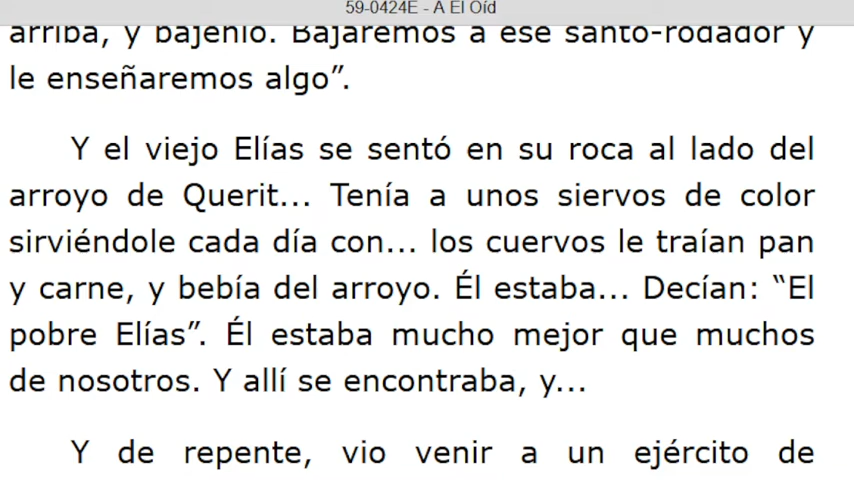 59-0424E - A El Oíd
arriba, y bájenlo. Bajaremos a ese santo-rodador y
le enseñaremos algo”.
Y el viejo Elías se sentó en su roca al lado del
arroyo de Querit... Tenía a unos siervos de color
sirviéndole cada día con... los cuervos le traían pan
y carne, y bebía del arroyo. Él estaba... Decían: “El
pobre Elías”. Él estaba mucho mejor que muchos
de nosotros. Y allí se encontraba, y...
Y de repente, vio venir a un ejército de